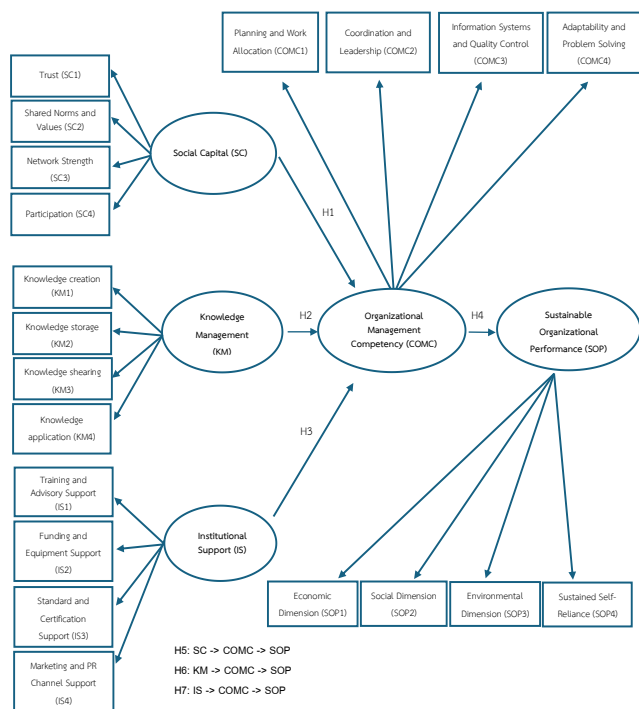 Planning and Work
Allocation (COMC1)
Coordination and
Leadership (COMC2)
Information Systems
and Quality Control
(COMC3)
Adaptability and
Problem Solving
(COMC4)
Trust (SC1)
Shared Norms and
Values (SC2)
Network Strength
(SC3)
Participation (SC4)
Social Capital (SC)
H1
Knowledge creation
(KM1)
Knowledge storage
(KM2)
Knowledge shearing
(KM3)
Knowledge
application (KM4)
Knowledge
Management
(KM)
H2
Organizational
Management
Competency (COMC)
H4
Sustainable
Organizational
Performance (SOP)
H3
Training and
Advisory Support
(IS1)
Funding and
Equipment Support
(IS2)
Standard and
Certification
Support (IS3)
Marketing and PR
Channel Support
(IS4)
Institutional
Support (IS)
Economic
Dimension (SOP1)
Social Dimension
(SOP2)
Environmental
Dimension (SOP3)
Sustained Self-
Reliance (SOP4)
H5: SC -> COMC -> SOP
H6: KM -> COMC -> SOP
H7: IS -> COMC -> SOP